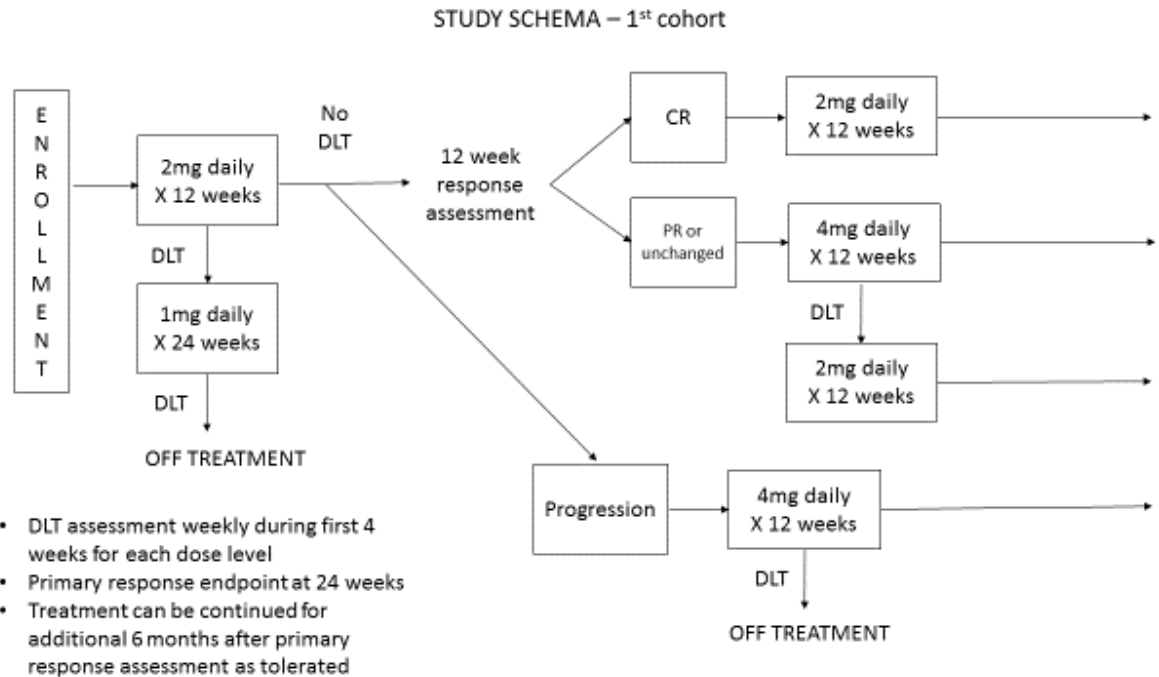 STUDY SCHEMA – 1st cohort
E
N
R
O
L
L
M
E
N
T
2mg daily
X 12 weeks
DLT
1mg daily
X 24 weeks
DLT
OFF TREATMENT
No
DLT
12 week
response
assessment
CR
2mg daily
X 12 weeks
PR or
unchanged
4mg daily
X 12 weeks
DLT
2mg daily
X 12 weeks
Progression
4mg daily
X 12 weeks
DLT
OFF TREATMENT
• DLT assessment weekly during first 4
weeks for each dose level
• Primary response endpoint at 24 weeks
• Treatment can be continued for
additional 6 months after primary
response assessment as tolerated